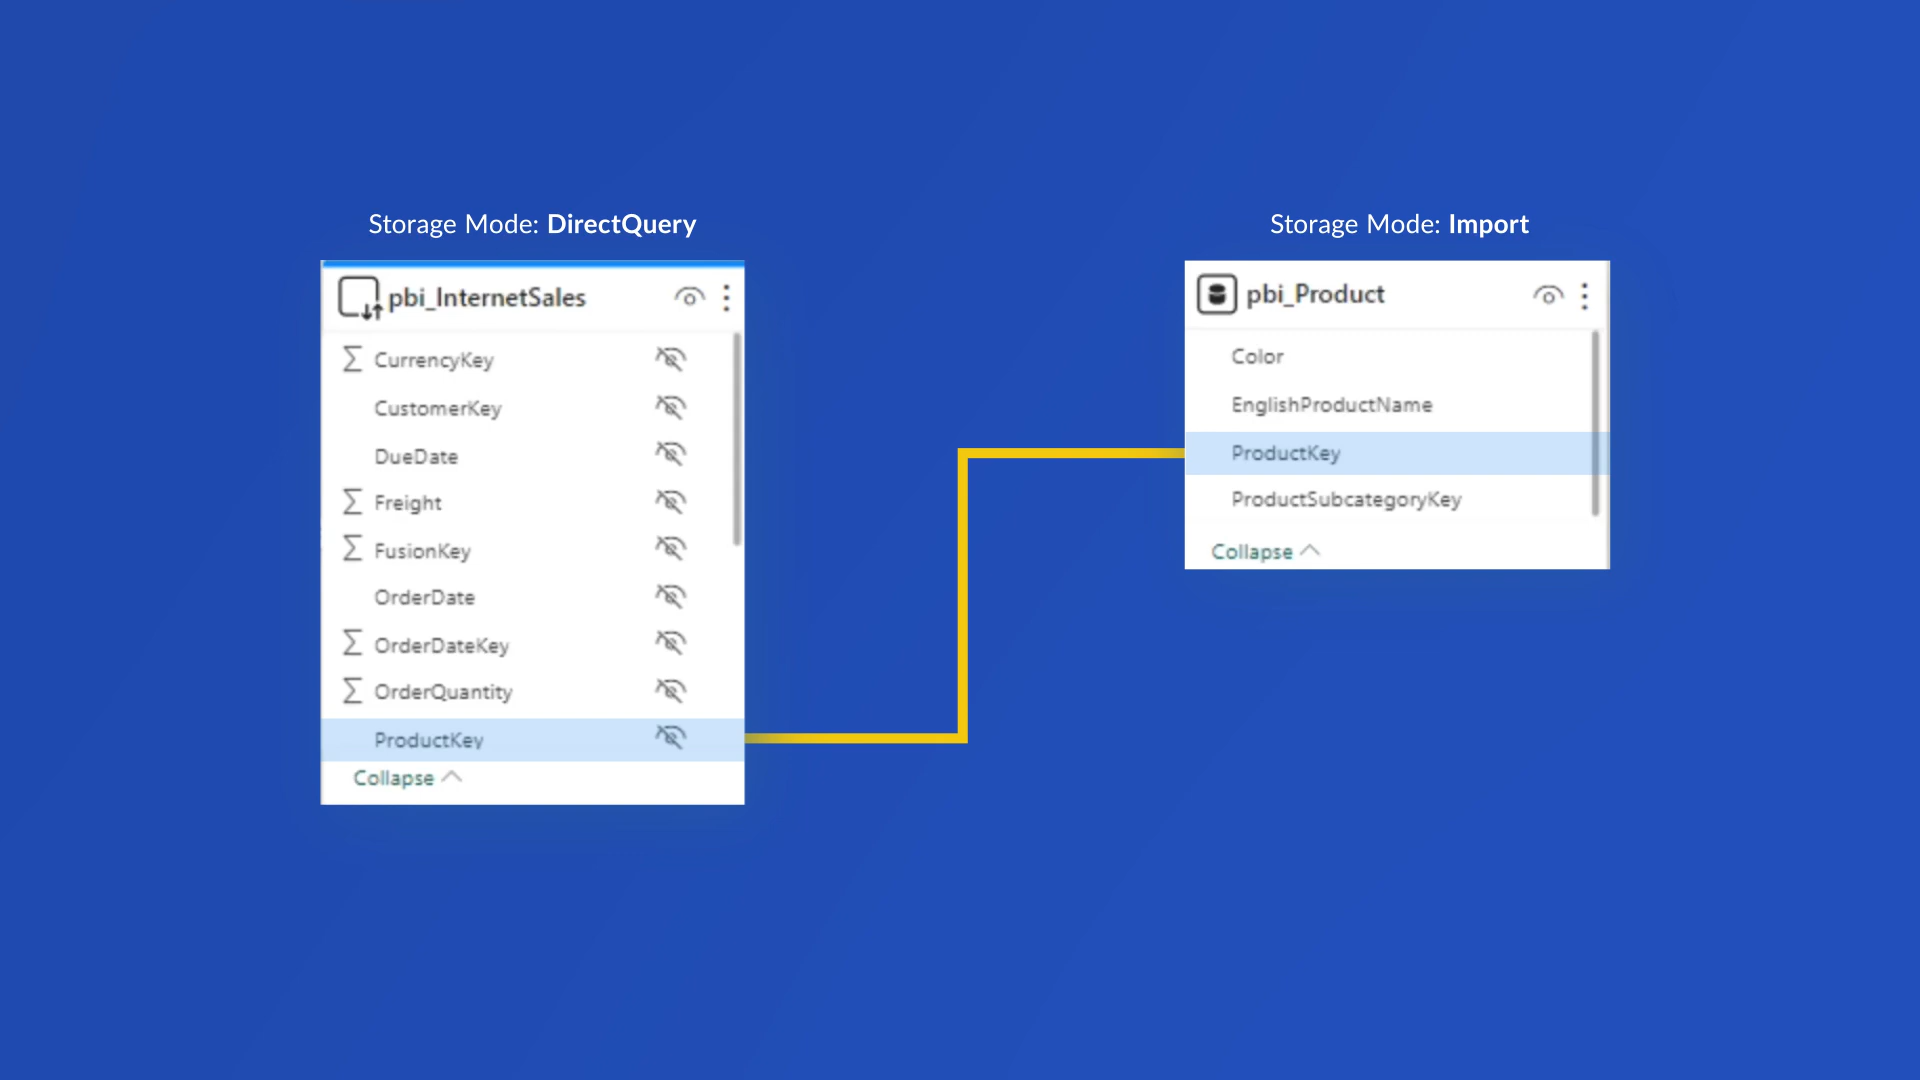 Storage Mode: DirectQuery
pbi_InternetSales
CurrencyKey
CustomerKey
DueDate
Freight
FusionKey
OrderDate
OrderDateKey
OrderQuantity
ProductKey
Collapse
Storage Mode: Import
pbi_Product
Color
EnglishProductName
ProductKey
ProductSubcategoryKey
Collapse